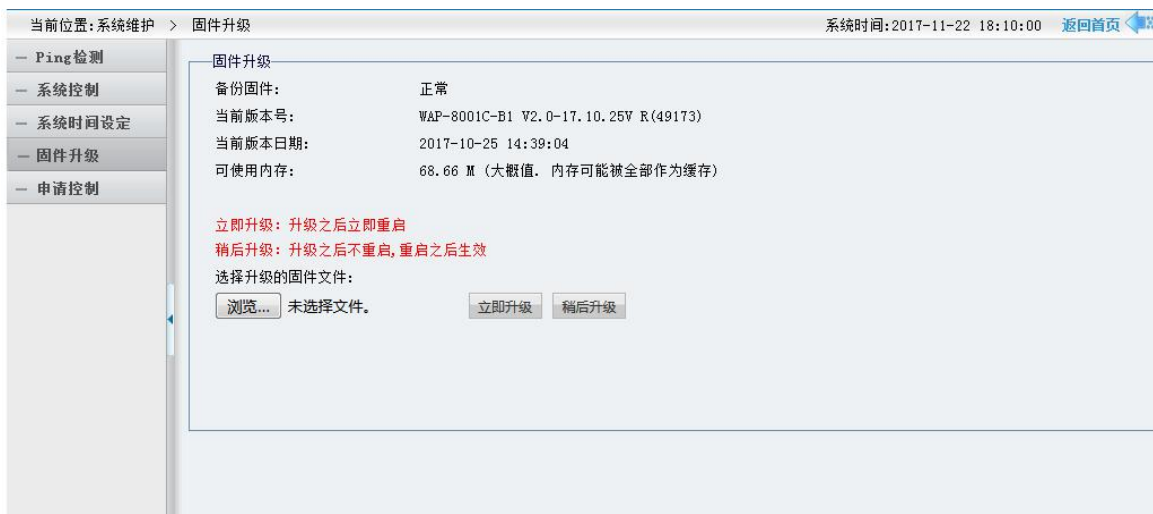 当前位置:系统维护 > 固件升级
系统时间:2017-11-22 18:10:00 返回首页
Ping检测
系统控制
系统时间设定
固件升级
申请控制
固件升级
备份固件: 正常
当前版本号: WAP-8001C-B1 V2.0-17.10.25V R(49173)
当前版本日期: 2017-10-25 14:39:04
可使用内存: 68.66 M (大概值. 内存可能被全部作为缓存)
立即升级: 升级之后立即重启
稍后升级: 升级之后不重启,重启之后生效
选择升级的固件文件:
浏览... 未选择文件。 立即升级 稍后升级